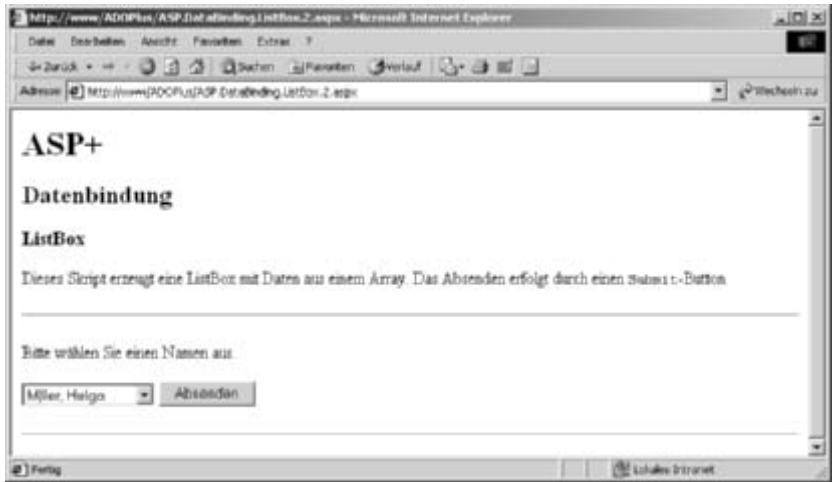 http://www/ADOPlus/ASP.DataBinding.ListBox.2.aspx - Microsoft Internet Explorer
Datei Bearbeiten Ansicht Favoriten Extras ?
Zurück Suchen Favoriten Verlauf
Adresse http://www/ADOPlus/ASP.DataBinding.ListBox.2.aspx Wechseln zu
ASP+
Datenbindung
ListBox
Dieses Skript erzeugt eine ListBox mit Daten aus einem Array. Das Absenden erfolgt durch einen Submit-Button
Bitte wählen Sie einen Namen aus
Mller, Helga Absenden
Fertig Lokales Intranet